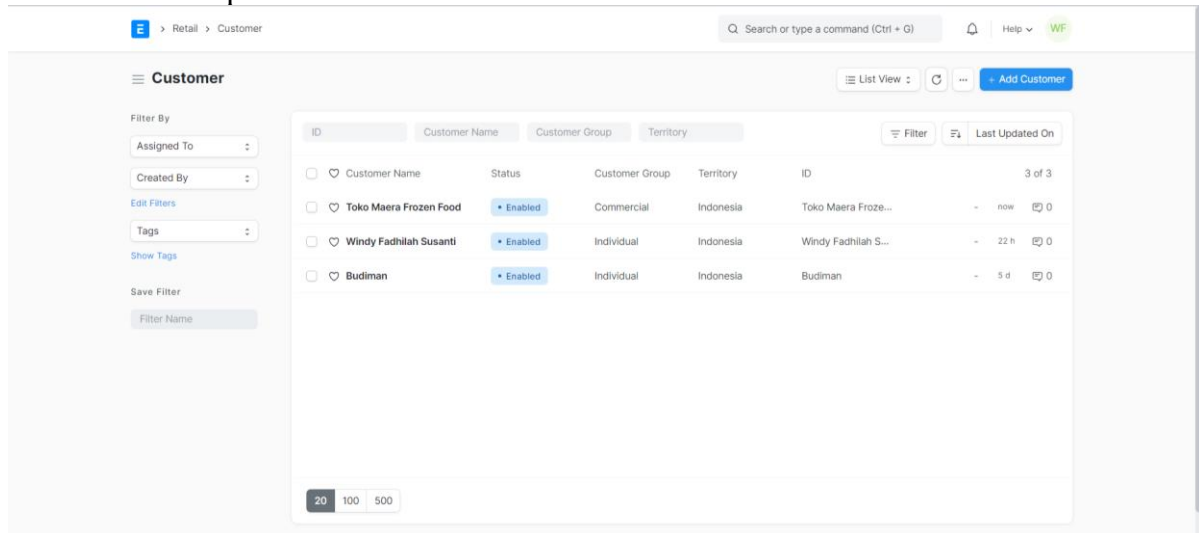 E > Retail > Customer Search or type a command (Ctrl + G) Help WF
Customer List View ... + Add Customer
Filter By
Assigned To
Created By
Edit Filters
Tags
Show Tags
Save Filter
Filter Name
ID Customer Name Customer Group Territory Filter Last Updated On
Customer Name Status Customer Group Territory ID 3 of 3
Toko Maera Frozen Food • Enabled Commercial Indonesia Toko Maera Froze... - now 0
Windy Fadhilah Susanti • Enabled Individual Indonesia Windy Fadhilah S... - 22 h 0
Budiman • Enabled Individual Indonesia Budiman - 5 d 0
20 100 500